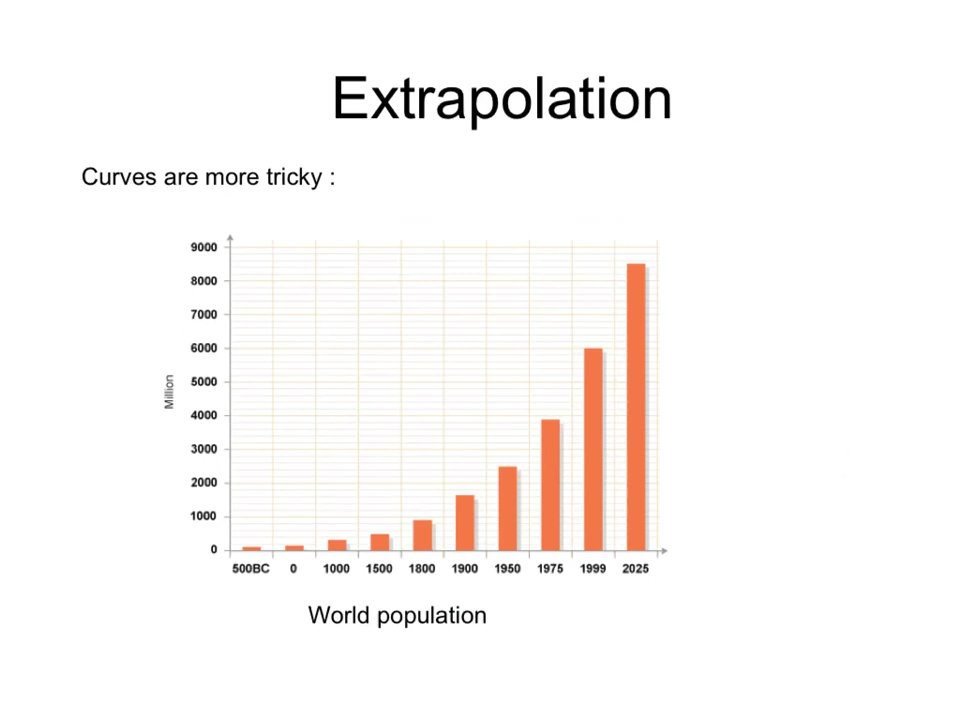 Extrapolation
Curves are more tricky :
9000
8000
7000
6000
5000
4000
3000
2000
1000
0
Million
500BC 0 1000 1500 1800 1900 1950 1975 1999 2025
World population